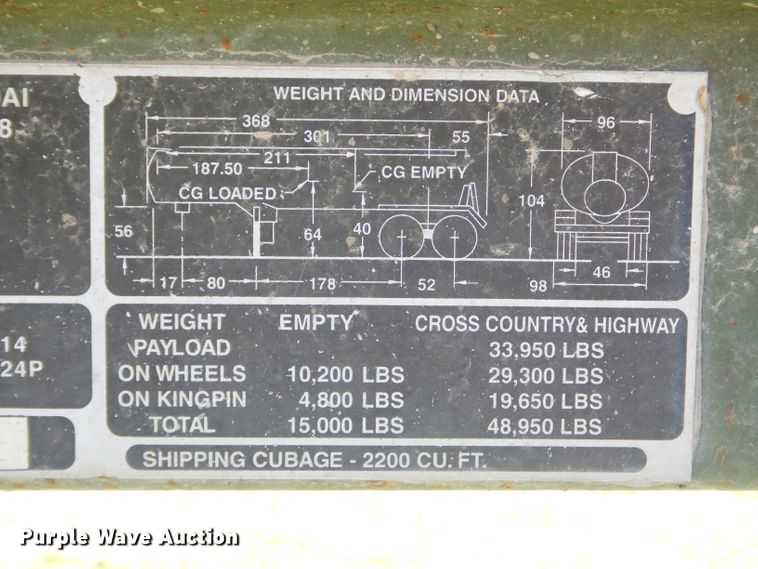 AI
8
14
24P
WEIGHT AND DIMENSION DATA
368
96
301
55
211
187.50
CG EMPTY
CG LOADED
104
56
64
40
17
80
178
52
98
46
WEIGHT EMPTY CROSS COUNTRY & HIGHWAY
PAYLOAD 33,950 LBS
ON WHEELS 10,200 LBS 29,300 LBS
ON KINGPIN 4,800 LBS 19,650 LBS
TOTAL 15,000 LBS 48,950 LBS
SHIPPING CUBAGE - 2200 CU. FT.
Purple Wave Auction